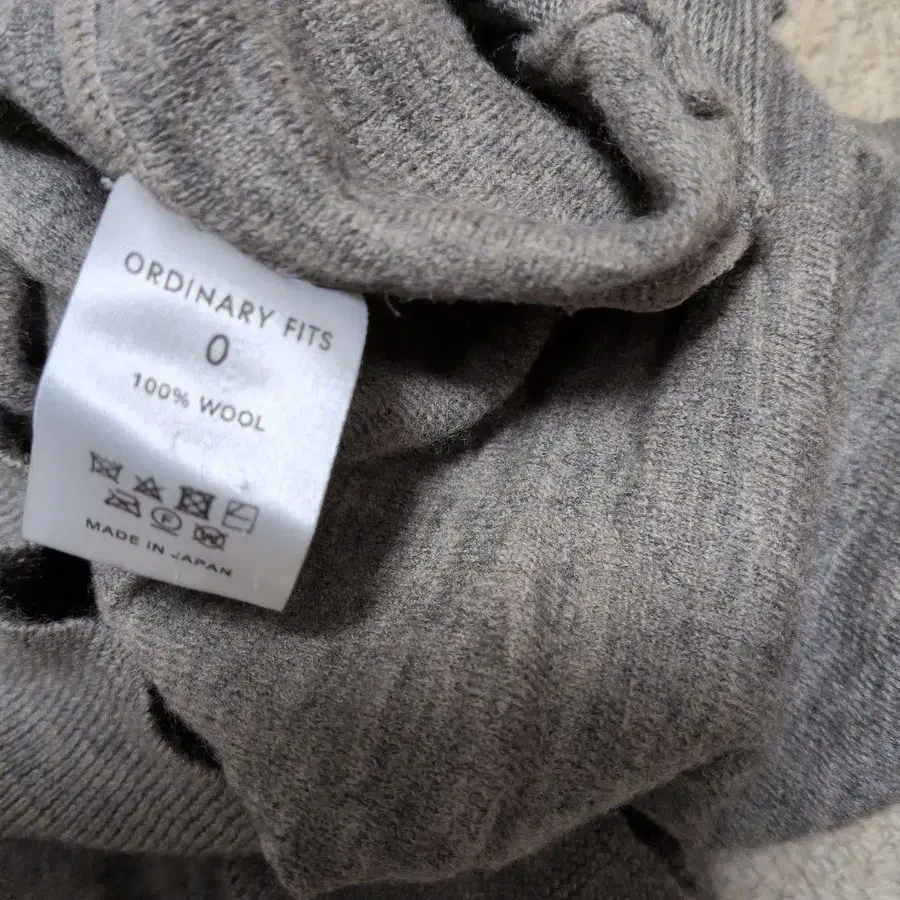 ORDINARY FITS
0
100% WOOL
MADE IN JAPAN